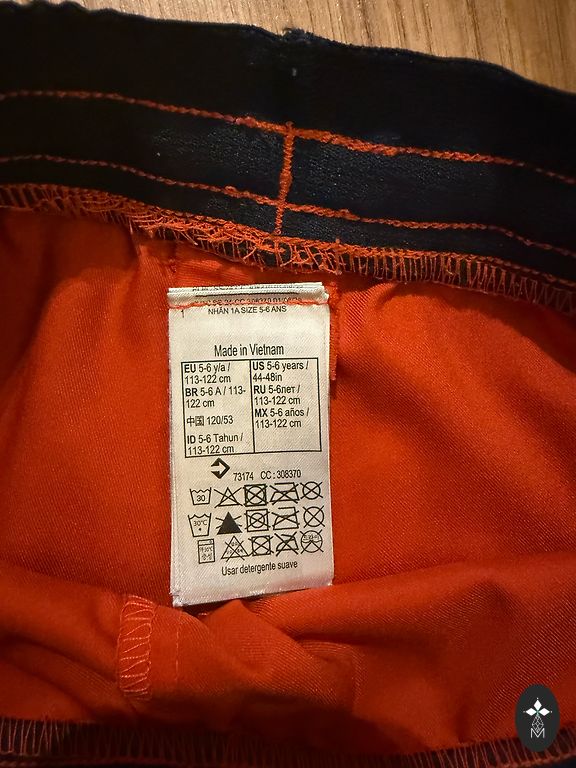 NHÃN 1A SIZE 5-6 ANS
1
Made in Vietnam
EU 5-6 y/a /
113-122 cm
BR 5-6 A / 113-
122 cm
中国 120/53
ID 5-6 Tahun /
113-122 cm
US 5-6 years /
44-48in
RU 5-6лет /
113-122 cm
MX 5-6 años /
113-122 cm
73174 CC : 308370
30
30°C
Usar detergente suave
M